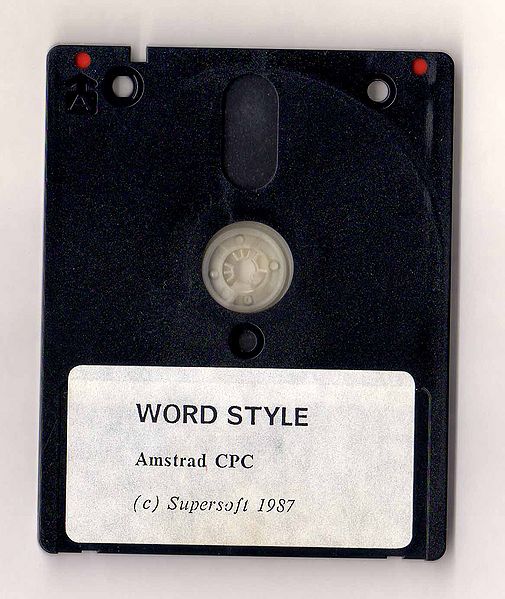 WORD STYLE
Amstrad CPC
(c) Supersoft 1987